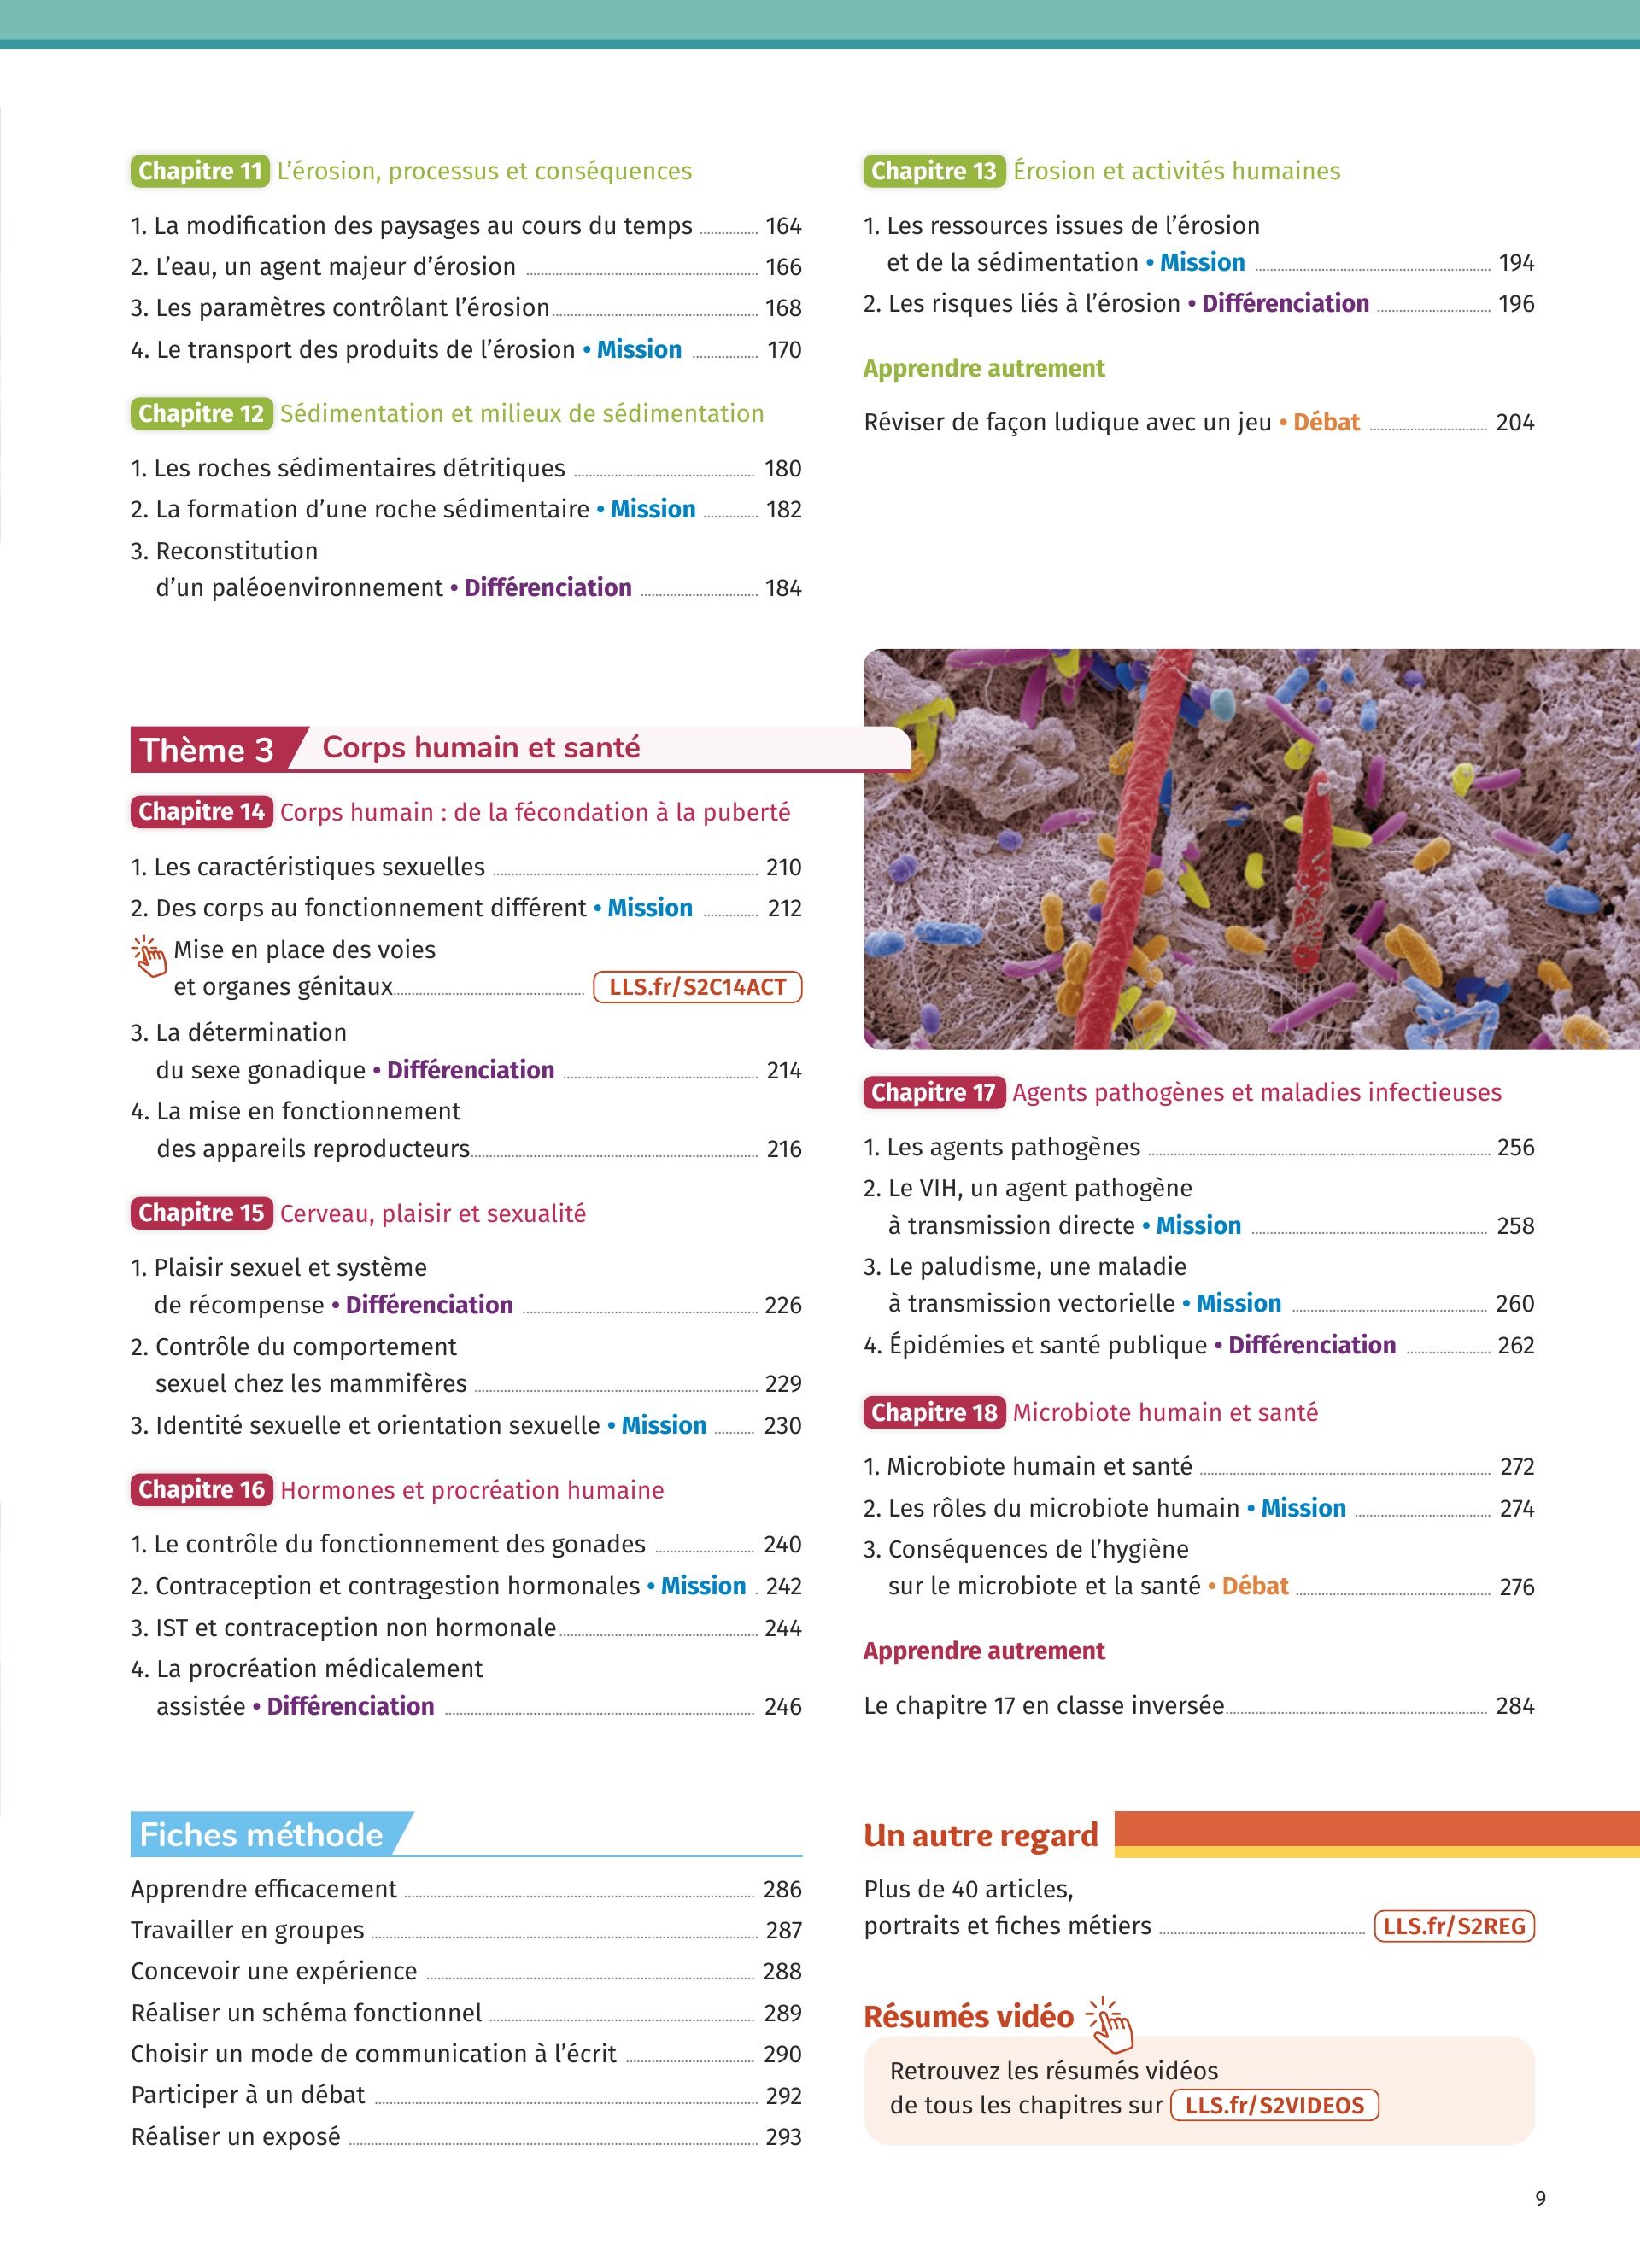 Chapitre 11 L’érosion, processus et conséquences
1. La modification des paysages au cours du temps 164
2. L’eau, un agent majeur d’érosion 166
3. Les paramètres contrôlant l’érosion 168
4. Le transport des produits de l’érosion • Mission 170
Chapitre 12 Sédimentation et milieux de sédimentation
1. Les roches sédimentaires détritiques 180
2. La formation d’une roche sédimentaire • Mission 182
3. Reconstitution
d’un paléoenvironnement • Différenciation 184
Chapitre 13 Érosion et activités humaines
1. Les ressources issues de l’érosion
et de la sédimentation • Mission 194
2. Les risques liés à l’érosion • Différenciation 196
Apprendre autrement
Réviser de façon ludique avec un jeu • Débat 204
Thème 3 Corps humain et santé
Chapitre 14 Corps humain : de la fécondation à la puberté
1. Les caractéristiques sexuelles 210
2. Des corps au fonctionnement différent • Mission 212
Mise en place des voies
et organes génitaux LLS.fr/S2C14ACT
3. La détermination
du sexe gonadique • Différenciation 214
4. La mise en fonctionnement
des appareils reproducteurs 216
Chapitre 15 Cerveau, plaisir et sexualité
1. Plaisir sexuel et système
de récompense • Différenciation 226
2. Contrôle du comportement
sexuel chez les mammifères 229
3. Identité sexuelle et orientation sexuelle • Mission 230
Chapitre 16 Hormones et procréation humaine
1. Le contrôle du fonctionnement des gonades 240
2. Contraception et contragestion hormonales • Mission 242
3. IST et contraception non hormonale 244
4. La procréation médicalement
assistée • Différenciation 246
Chapitre 17 Agents pathogènes et maladies infectieuses
1. Les agents pathogènes 256
2. Le VIH, un agent pathogène
à transmission directe • Mission 258
3. Le paludisme, une maladie
à transmission vectorielle • Mission 260
4. Épidémies et santé publique • Différenciation 262
Chapitre 18 Microbiote humain et santé
1. Microbiote humain et santé 272
2. Les rôles du microbiote humain • Mission 274
3. Conséquences de l’hygiène
sur le microbiote et la santé • Débat 276
Apprendre autrement
Le chapitre 17 en classe inversée 284
Fiches méthode
Apprendre efficacement 286
Travailler en groupes 287
Concevoir une expérience 288
Réaliser un schéma fonctionnel 289
Choisir un mode de communication à l’écrit 290
Participer à un débat 292
Réaliser un exposé 293
Un autre regard
Plus de 40 articles,
portraits et fiches métiers LLS.fr/S2REG
Résumés vidéo
Retrouvez les résumés vidéos
de tous les chapitres sur LLS.fr/S2VIDEOS
9